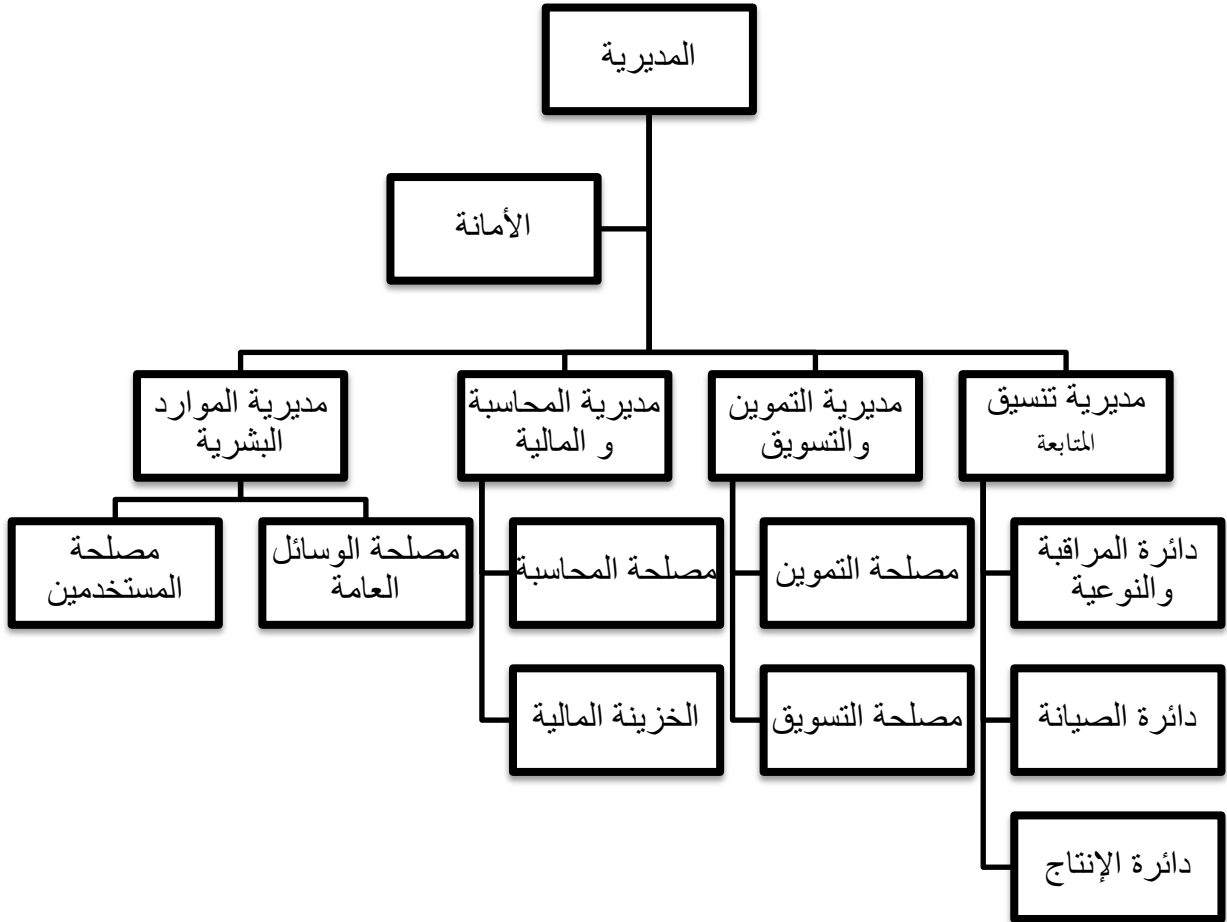 المديرية
الأمانة
مديرية تنسيق
المتابعة
مديرية التموين
والتسويق
مديرية المحاسبة
و المالية
مديرية الموارد
البشرية
دائرة المراقبة
والنوعية
مصلحة التموين
مصلحة المحاسبة
مصلحة الوسائل
العامة
مصلحة
المستخدمين
دائرة الصيانة
مصلحة التسويق
الخزينة المالية
دائرة الإنتاج